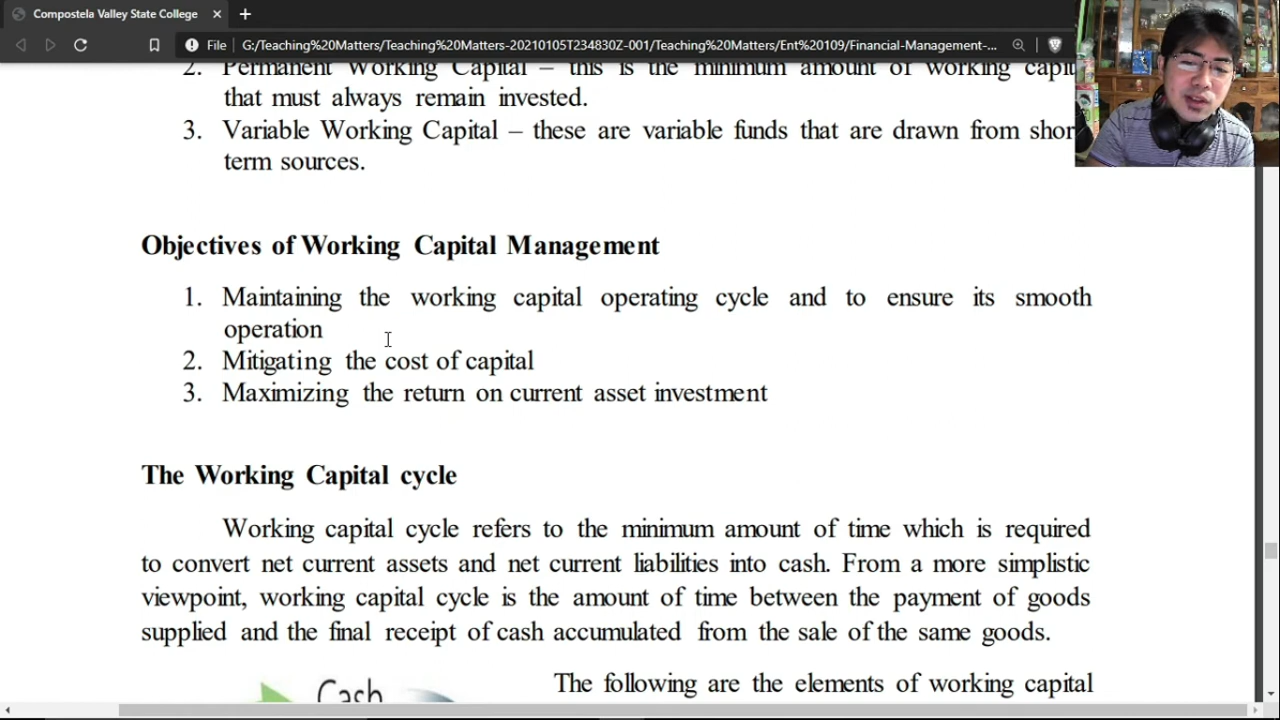 Compostela Valley State College
File G:/Teaching%20Matters/Teaching%20Matters-20210105T234830Z-001/Teaching%20Matters/Ent%20109/Financial-Management-...
2. Permanent Working Capital – this is the minimum amount of working capit
that must always remain invested.
3. Variable Working Capital – these are variable funds that are drawn from shor
term sources.
Objectives of Working Capital Management
1. Maintaining the working capital operating cycle and to ensure its smooth
operation
2. Mitigating the cost of capital
3. Maximizing the return on current asset investment
The Working Capital cycle
Working capital cycle refers to the minimum amount of time which is required
to convert net current assets and net current liabilities into cash. From a more simplistic
viewpoint, working capital cycle is the amount of time between the payment of goods
supplied and the final receipt of cash accumulated from the sale of the same goods.
Cash
The following are the elements of working capital